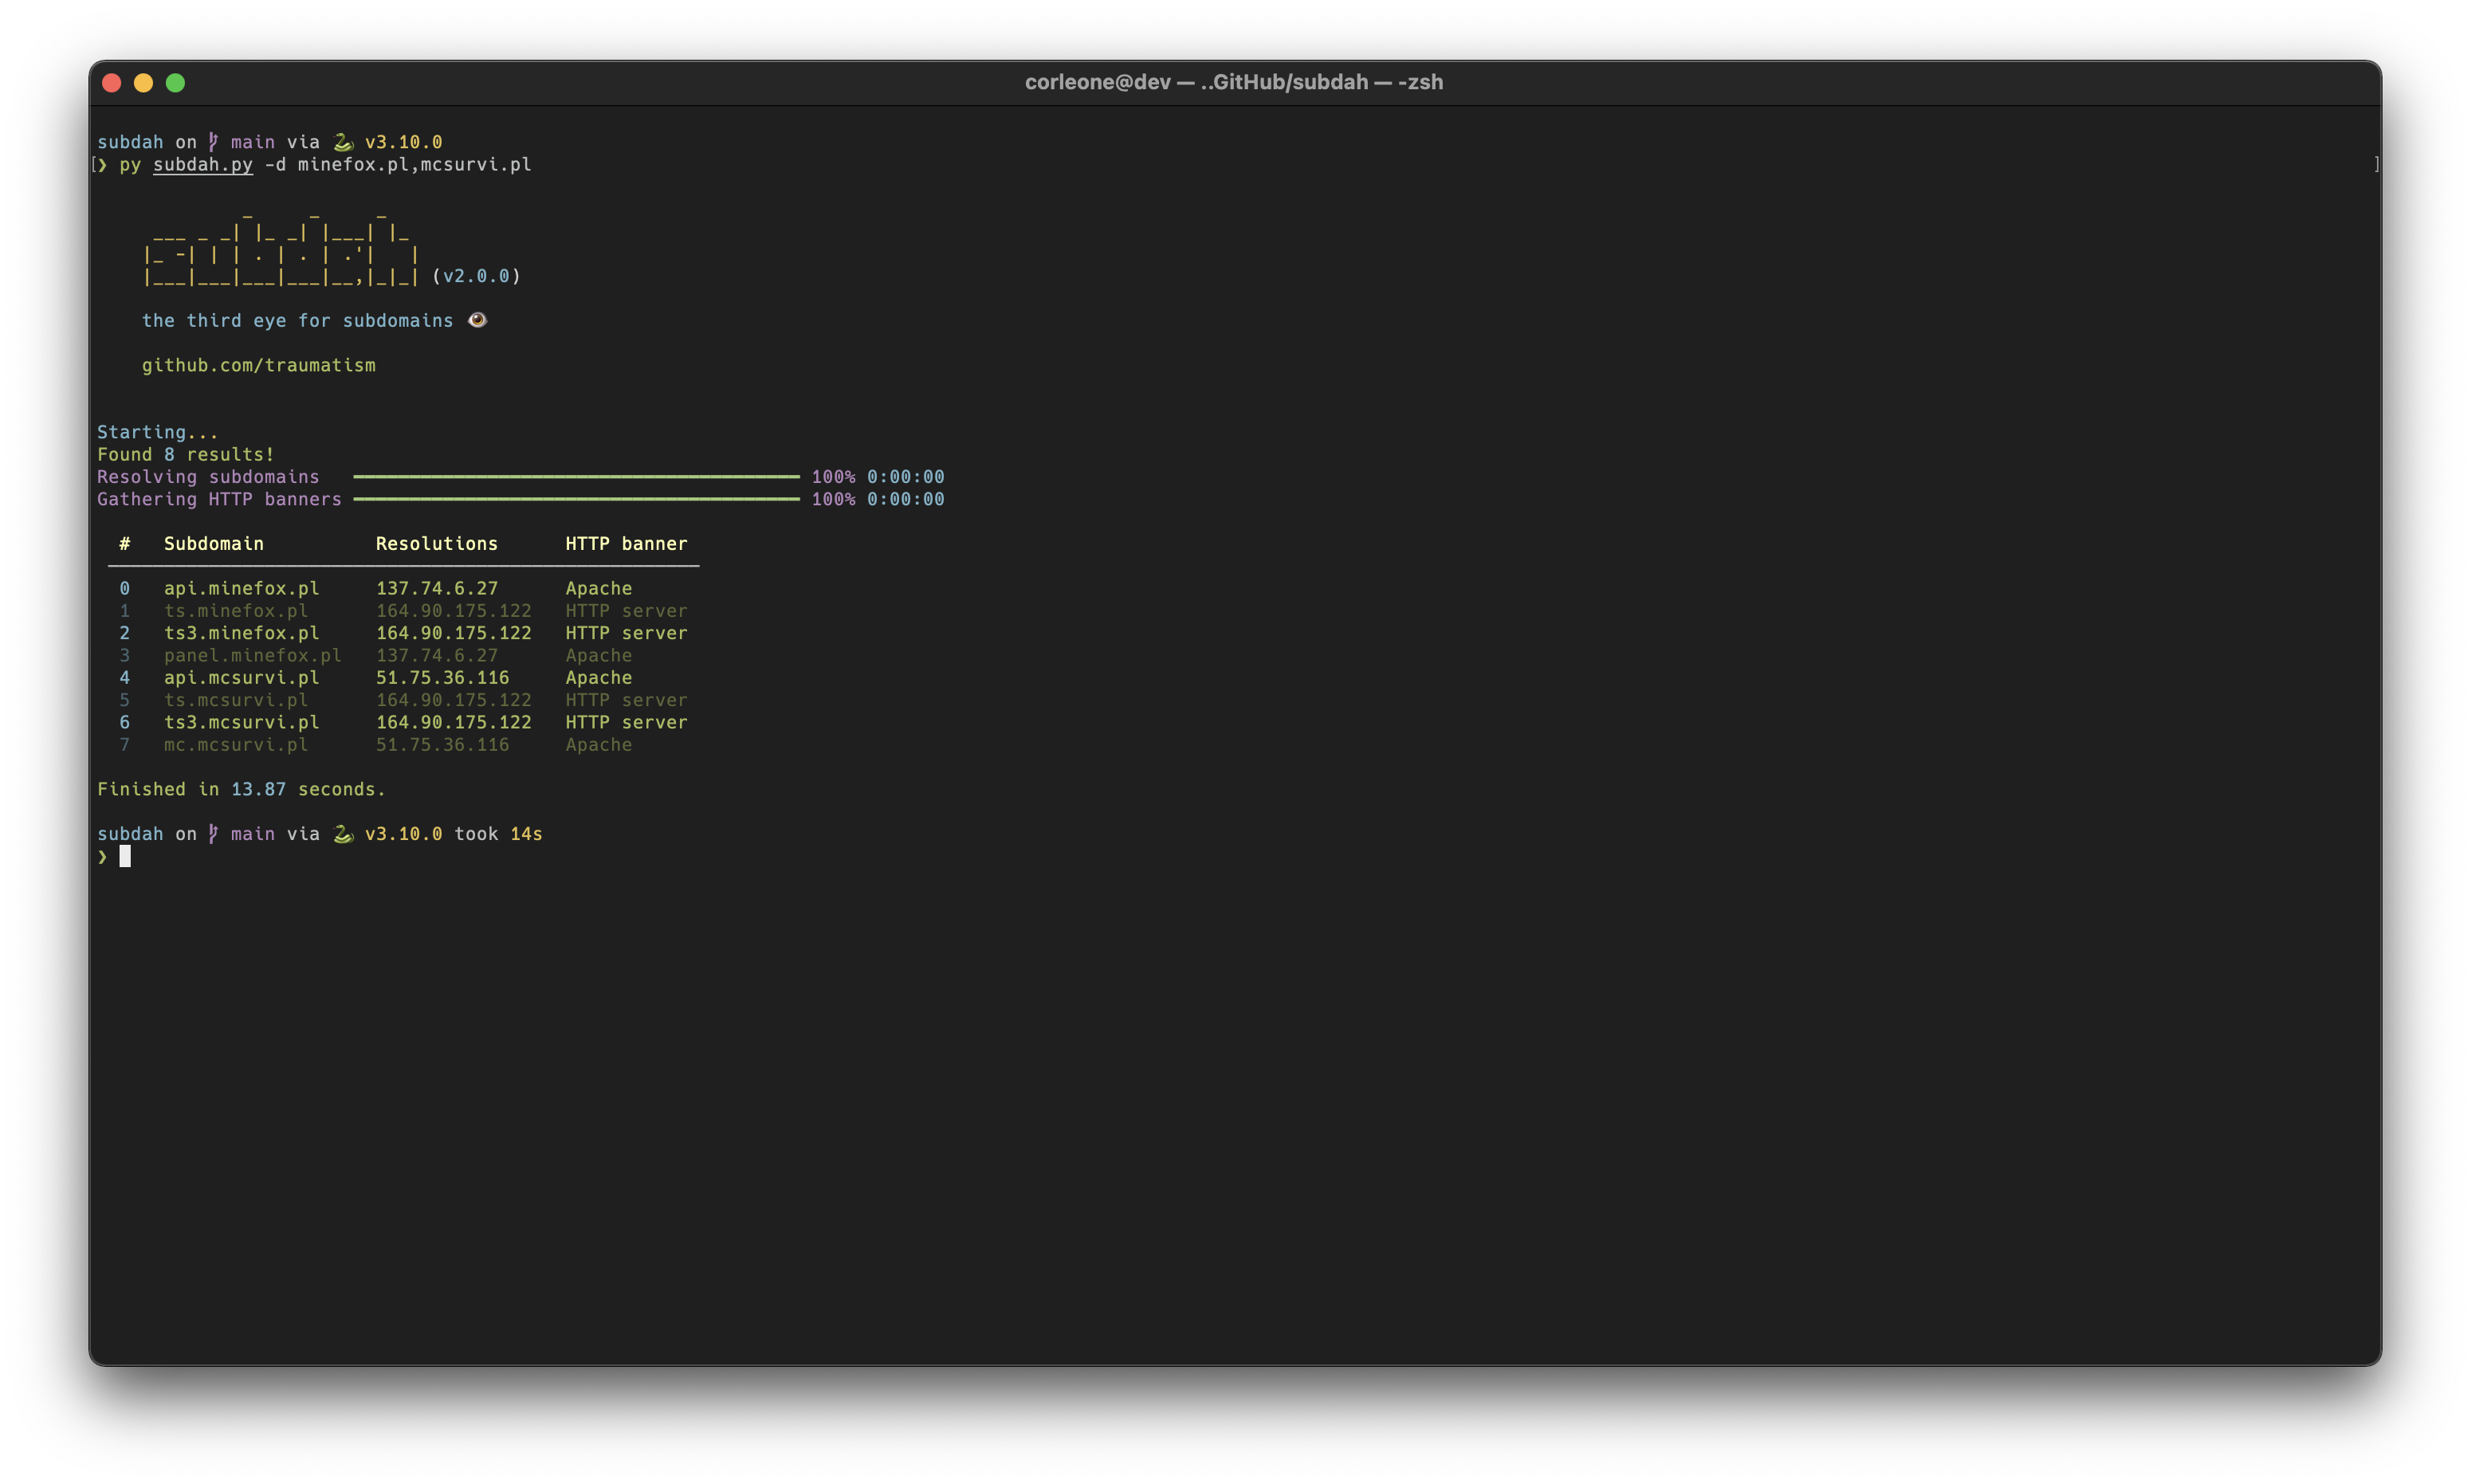 corleone@dev — ..GitHub/subdah — -zsh
subdah on main via 🐍 v3.10.0
[❯ py subdah.py -d minefox.pl,mcsurvi.pl ]
            _     _     _
    ___ _ _| |_ _| |___| |_
   |_ -| | | . | . | .'|   |
   |___|___|___|___|__,|_|_| (v2.0.0)
the third eye for subdomains 👁
github.com/traumatism
Starting...
Found 8 results!
Resolving subdomains ━━━━━━━━━━━━━━━━━━━━━━━━━━━━━━━━━━━━━━━━ 100% 0:00:00
Gathering HTTP banners ━━━━━━━━━━━━━━━━━━━━━━━━━━━━━━━━━━━━━━━━ 100% 0:00:00
# Subdomain Resolutions HTTP banner
0 api.minefox.pl 137.74.6.27 Apache
1 ts.minefox.pl 164.90.175.122 HTTP server
2 ts3.minefox.pl 164.90.175.122 HTTP server
3 panel.minefox.pl 137.74.6.27 Apache
4 api.mcsurvi.pl 51.75.36.116 Apache
5 ts.mcsurvi.pl 164.90.175.122 HTTP server
6 ts3.mcsurvi.pl 164.90.175.122 HTTP server
7 mc.mcsurvi.pl 51.75.36.116 Apache
Finished in 13.87 seconds.
subdah on main via 🐍 v3.10.0 took 14s
❯